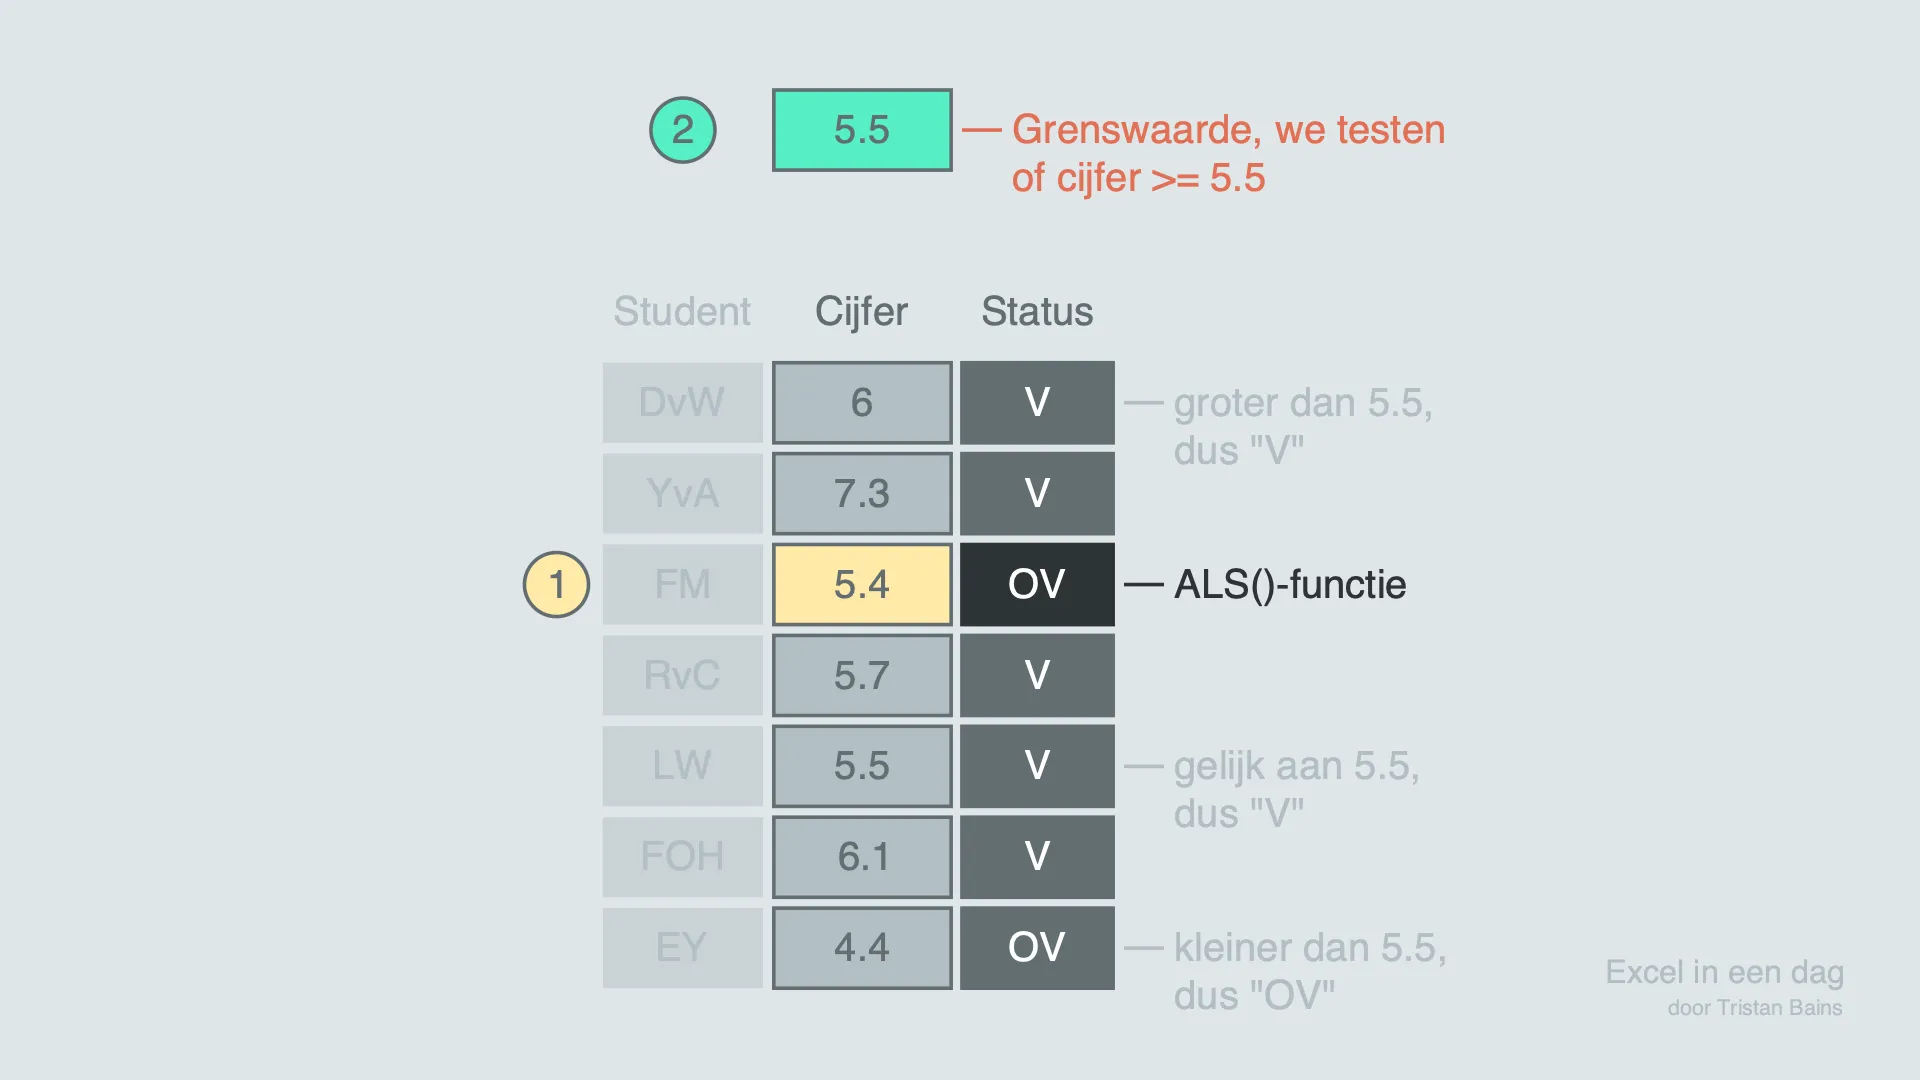 2 5.5 Grenswaarde, we testen
of cijfer >= 5.5
Student Cijfer Status
DvW 6 V groter dan 5.5,
dus "V"
YvA 7.3 V
1 FM 5.4 OV ALS()-functie
RvC 5.7 V
LW 5.5 V gelijk aan 5.5,
dus "V"
FOH 6.1 V
EY 4.4 OV kleiner dan 5.5,
dus "OV"
Excel in een dag
door Tristan Bains